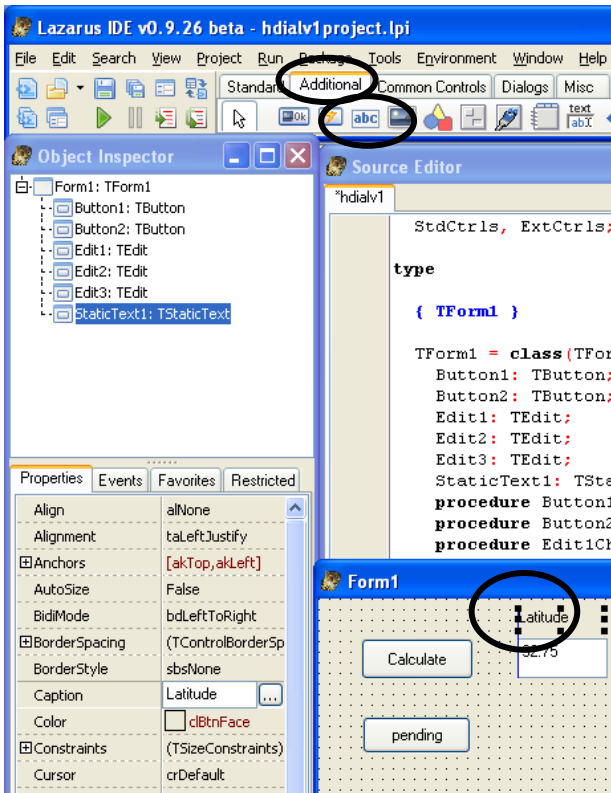 Lazarus IDE v0.9.26 beta - hdialv1project.lpi
File Edit Search View Project Run Package Tools Environment Window Help
Standard Additional Common Controls Dialogs Misc
Ok abc text abI
Object Inspector
Form1: TForm1
Button1: TButton
Button2: TButton
Edit1: TEdit
Edit2: TEdit
Edit3: TEdit
StaticText1: TStaticText
Properties Events Favorites Restricted
Align alNone
Alignment taLeftJustify
Anchors [akTop,akLeft]
AutoSize False
BidiMode bdLeftToRight
BorderSpacing (TControlBorderSp
BorderStyle sbsNone
Caption Latitude ...
Color clBtnFace
Constraints (TSizeConstraints)
Cursor crDefault
Source Editor
*hdialv1
StdCtrls, ExtCtrls;
type
{ TForm1 }
TForm1 = class(TFor
Button1: TButton;
Button2: TButton;
Edit1: TEdit;
Edit2: TEdit;
Edit3: TEdit;
StaticText1: TSta
procedure Button1
procedure Button2
procedure Edit1Ch
Form1
Latitude
Calculate 32.75
pending